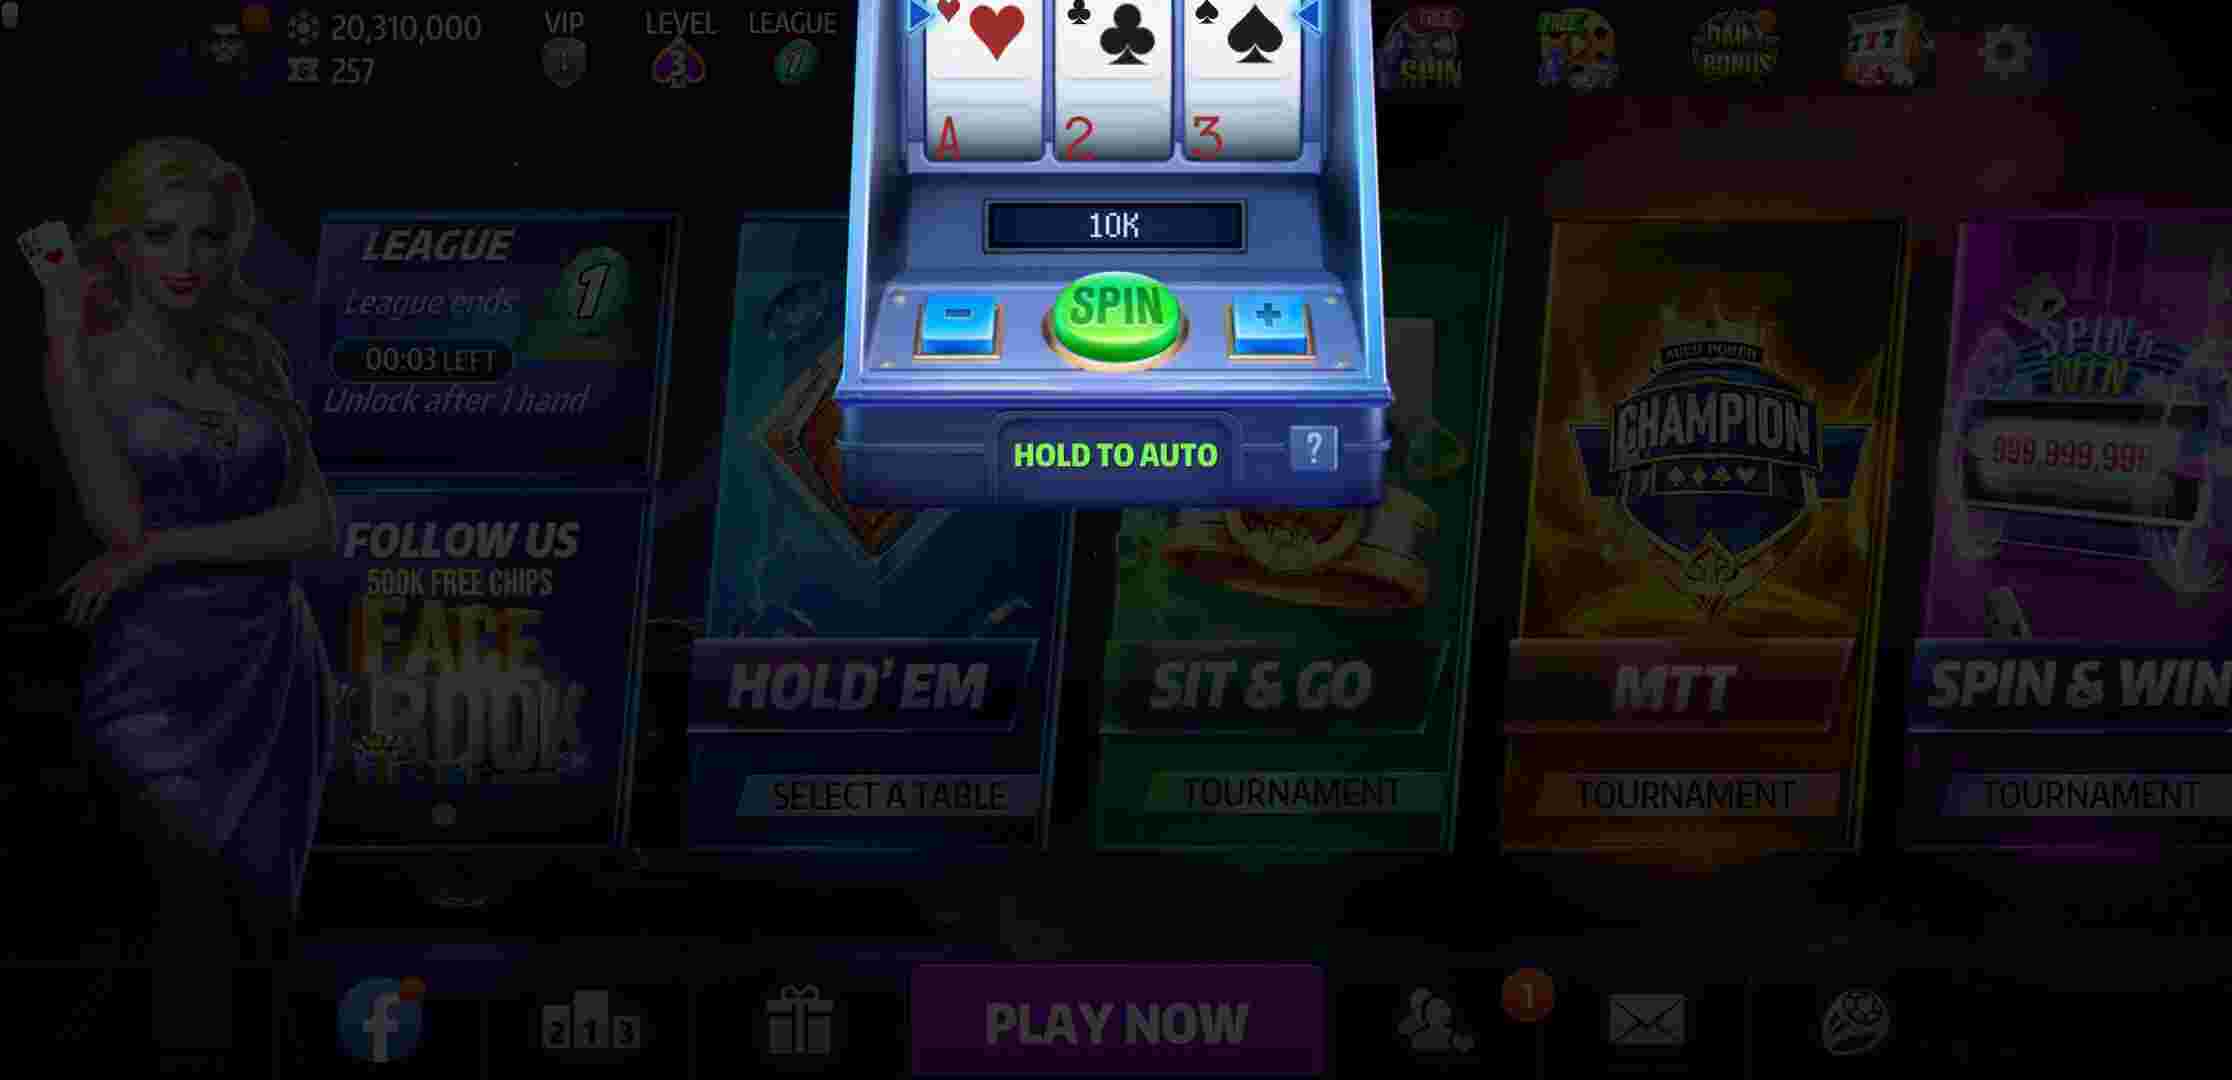 20,310,000
257
VIP
LEVEL
3
LEAGUE
1
FREE
SPIN
FREE
DAILY
BONUS
777
A 2 3
10K
-
SPIN
+
HOLD TO AUTO
?
LEAGUE
League ends
1
00:03 LEFT
Unlock after 1 hand
FOLLOW US
500K FREE CHIPS
FACE
BOOK
HOLD'EM
SELECT A TABLE
SIT & GO
TOURNAMENT
CHAMPION
MTT
TOURNAMENT
SPIN &
WIN
999,999,999
SPIN & WIN
TOURNAMENT
f
2 1 3
PLAY NOW
1